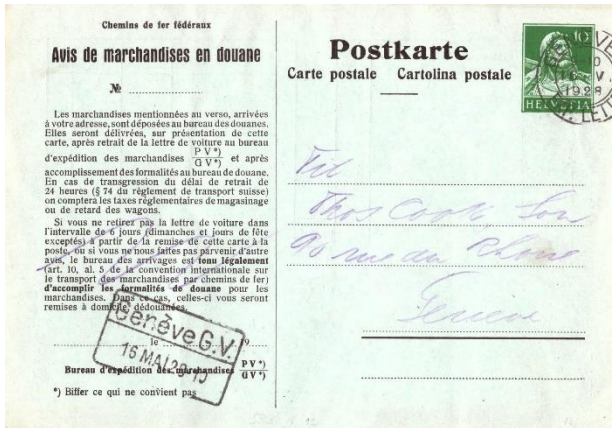 Chemins de fer fédéraux
Avis de marchandises en douane
№
Les marchandises mentionnées au verso, arrivées
à votre adresse, sont déposées au bureau des douanes.
Elles seront délivrées, sur présentation de cette
carte, après retrait de la lettre de voiture au bureau
d'expédition des marchandises P V*) / G V*) et après
accomplissement des formalités au bureau de douane.
En cas de transgression du délai de retrait de
24 heures (§ 74 du règlement de transport suisse)
on comptera les taxes réglementaires de magasinage
ou de retard des wagons.
Si vous ne retirez pas la lettre de voiture dans
l'intervalle de 6 jours (dimanches et jours de fête
exceptés) à partir de la remise de cette carte à la
poste, ou si vous ne nous faites pas parvenir d'autre
avis, le bureau des arrivages est tenu légalement
(art. 10, al. 5 de la convention internationale sur
le transport des marchandises par chemins de fer)
d'accomplir les formalités de douane pour les
marchandises. Dans ce cas, celles-ci vous seront
remises à domicile dédouanées.
Genève G.V.
16 MAI 28
le 19
Bureau d'expédition des marchandises P V*) / G V*)
*) Biffer ce qui ne convient pas
Postkarte
Carte postale Cartolina postale
10
HELVETIA
1928
Thos Cook Son
90 rue du Rhone
Geneve